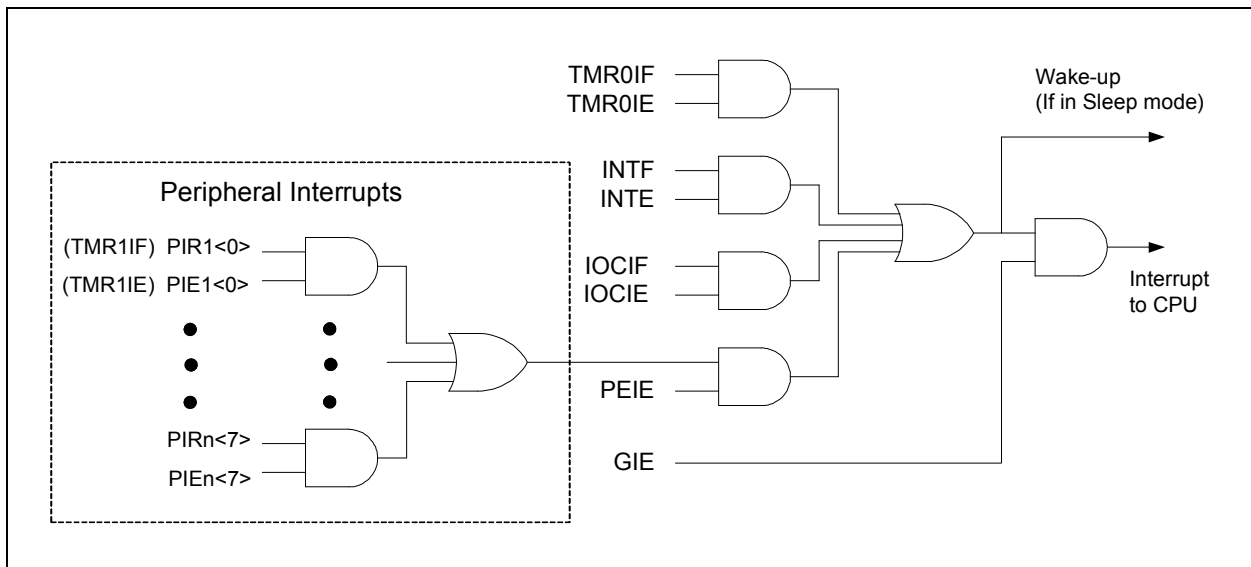 TMR0IF
TMR0IE
Wake-up
(If in Sleep mode)
INTF
INTE
Peripheral Interrupts
(TMR1IF) PIR1<0>
(TMR1IE) PIE1<0>
IOCIF
IOCIE
Interrupt
to CPU
PEIE
PIRn<7>
PIEn<7>
GIE